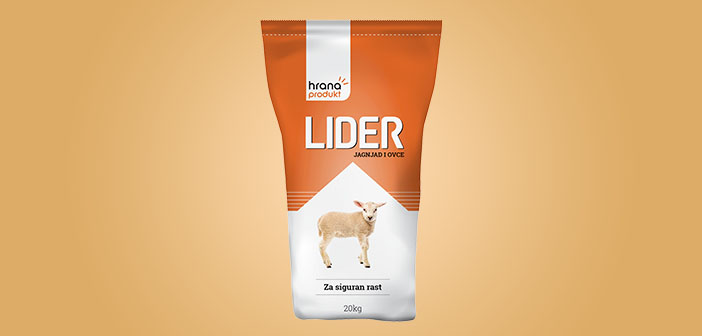 hrana
produkt
LIDER
JAGNJAD I OVCE
Za siguran rast
20kg